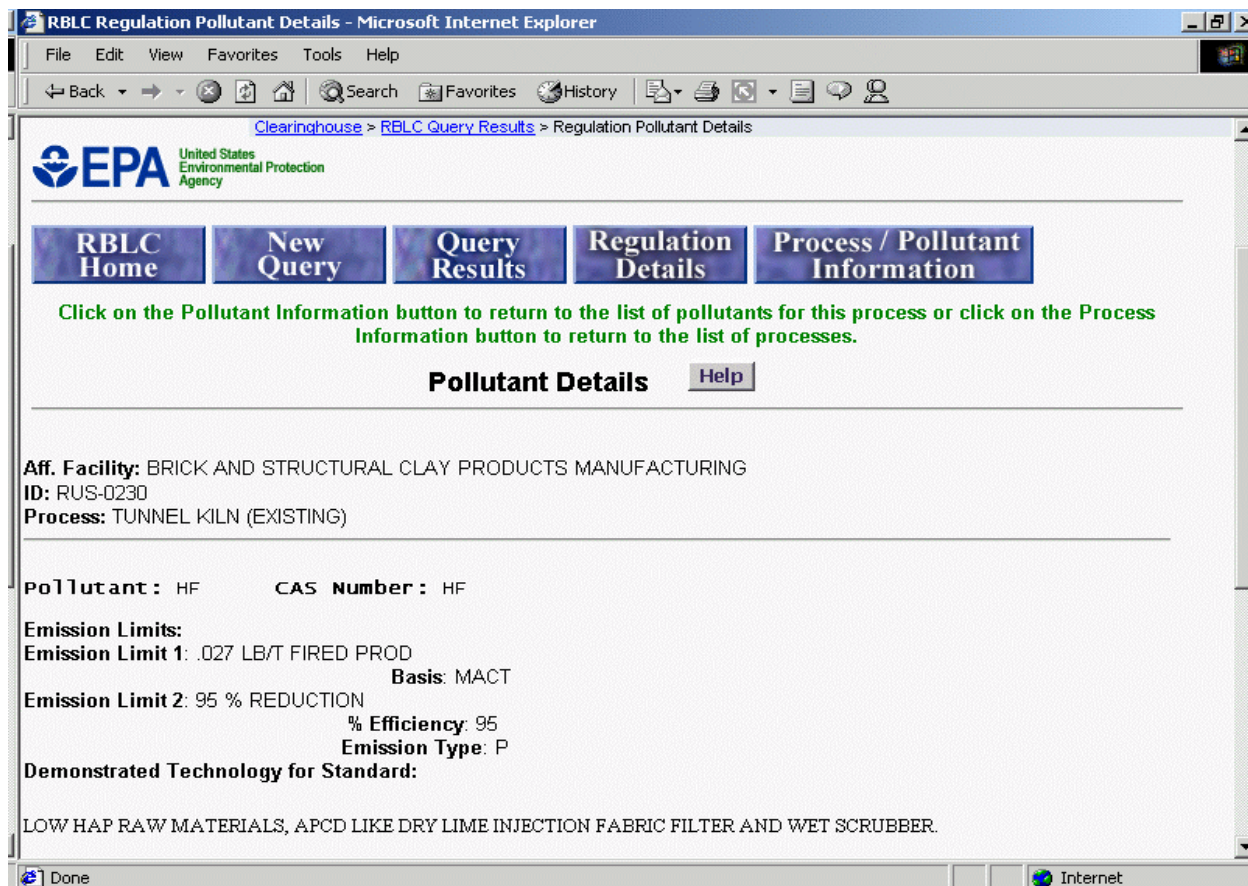 RBLC Regulation Pollutant Details - Microsoft Internet Explorer
File Edit View Favorites Tools Help
Back Search Favorites History
Clearinghouse > RBLC Query Results > Regulation Pollutant Details
EPA United States
Environmental Protection
Agency
RBLC Home New Query Query Results Regulation Details Process / Pollutant Information
Click on the Pollutant Information button to return to the list of pollutants for this process or click on the Process
Information button to return to the list of processes.
Pollutant Details Help
Aff. Facility: BRICK AND STRUCTURAL CLAY PRODUCTS MANUFACTURING
ID: RUS-0230
Process: TUNNEL KILN (EXISTING)
Pollutant: HF CAS Number: HF
Emission Limits:
Emission Limit 1: .027 LB/T FIRED PROD
Basis: MACT
Emission Limit 2: 95 % REDUCTION
% Efficiency: 95
Emission Type: P
Demonstrated Technology for Standard:
LOW HAP RAW MATERIALS, APCD LIKE DRY LIME INJECTION FABRIC FILTER AND WET SCRUBBER.
Done Internet